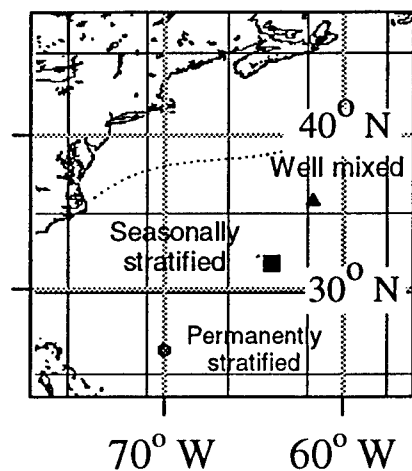 40° N
Well mixed
Seasonally
stratified
30° N
Permanently
stratified
70° W 60° W